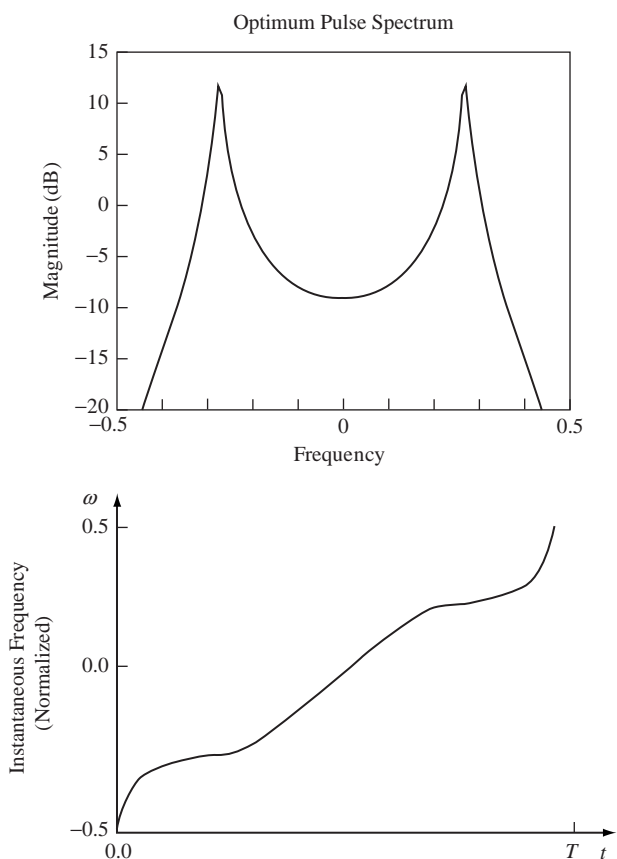 Optimum Pulse Spectrum
15
10
5
0
−5
−10
−15
−20
Magnitude (dB)
−0.5
0
0.5
Frequency
ω
0.5
0.0
−0.5
Instantaneous Frequency
(Normalized)
0.0
T
t